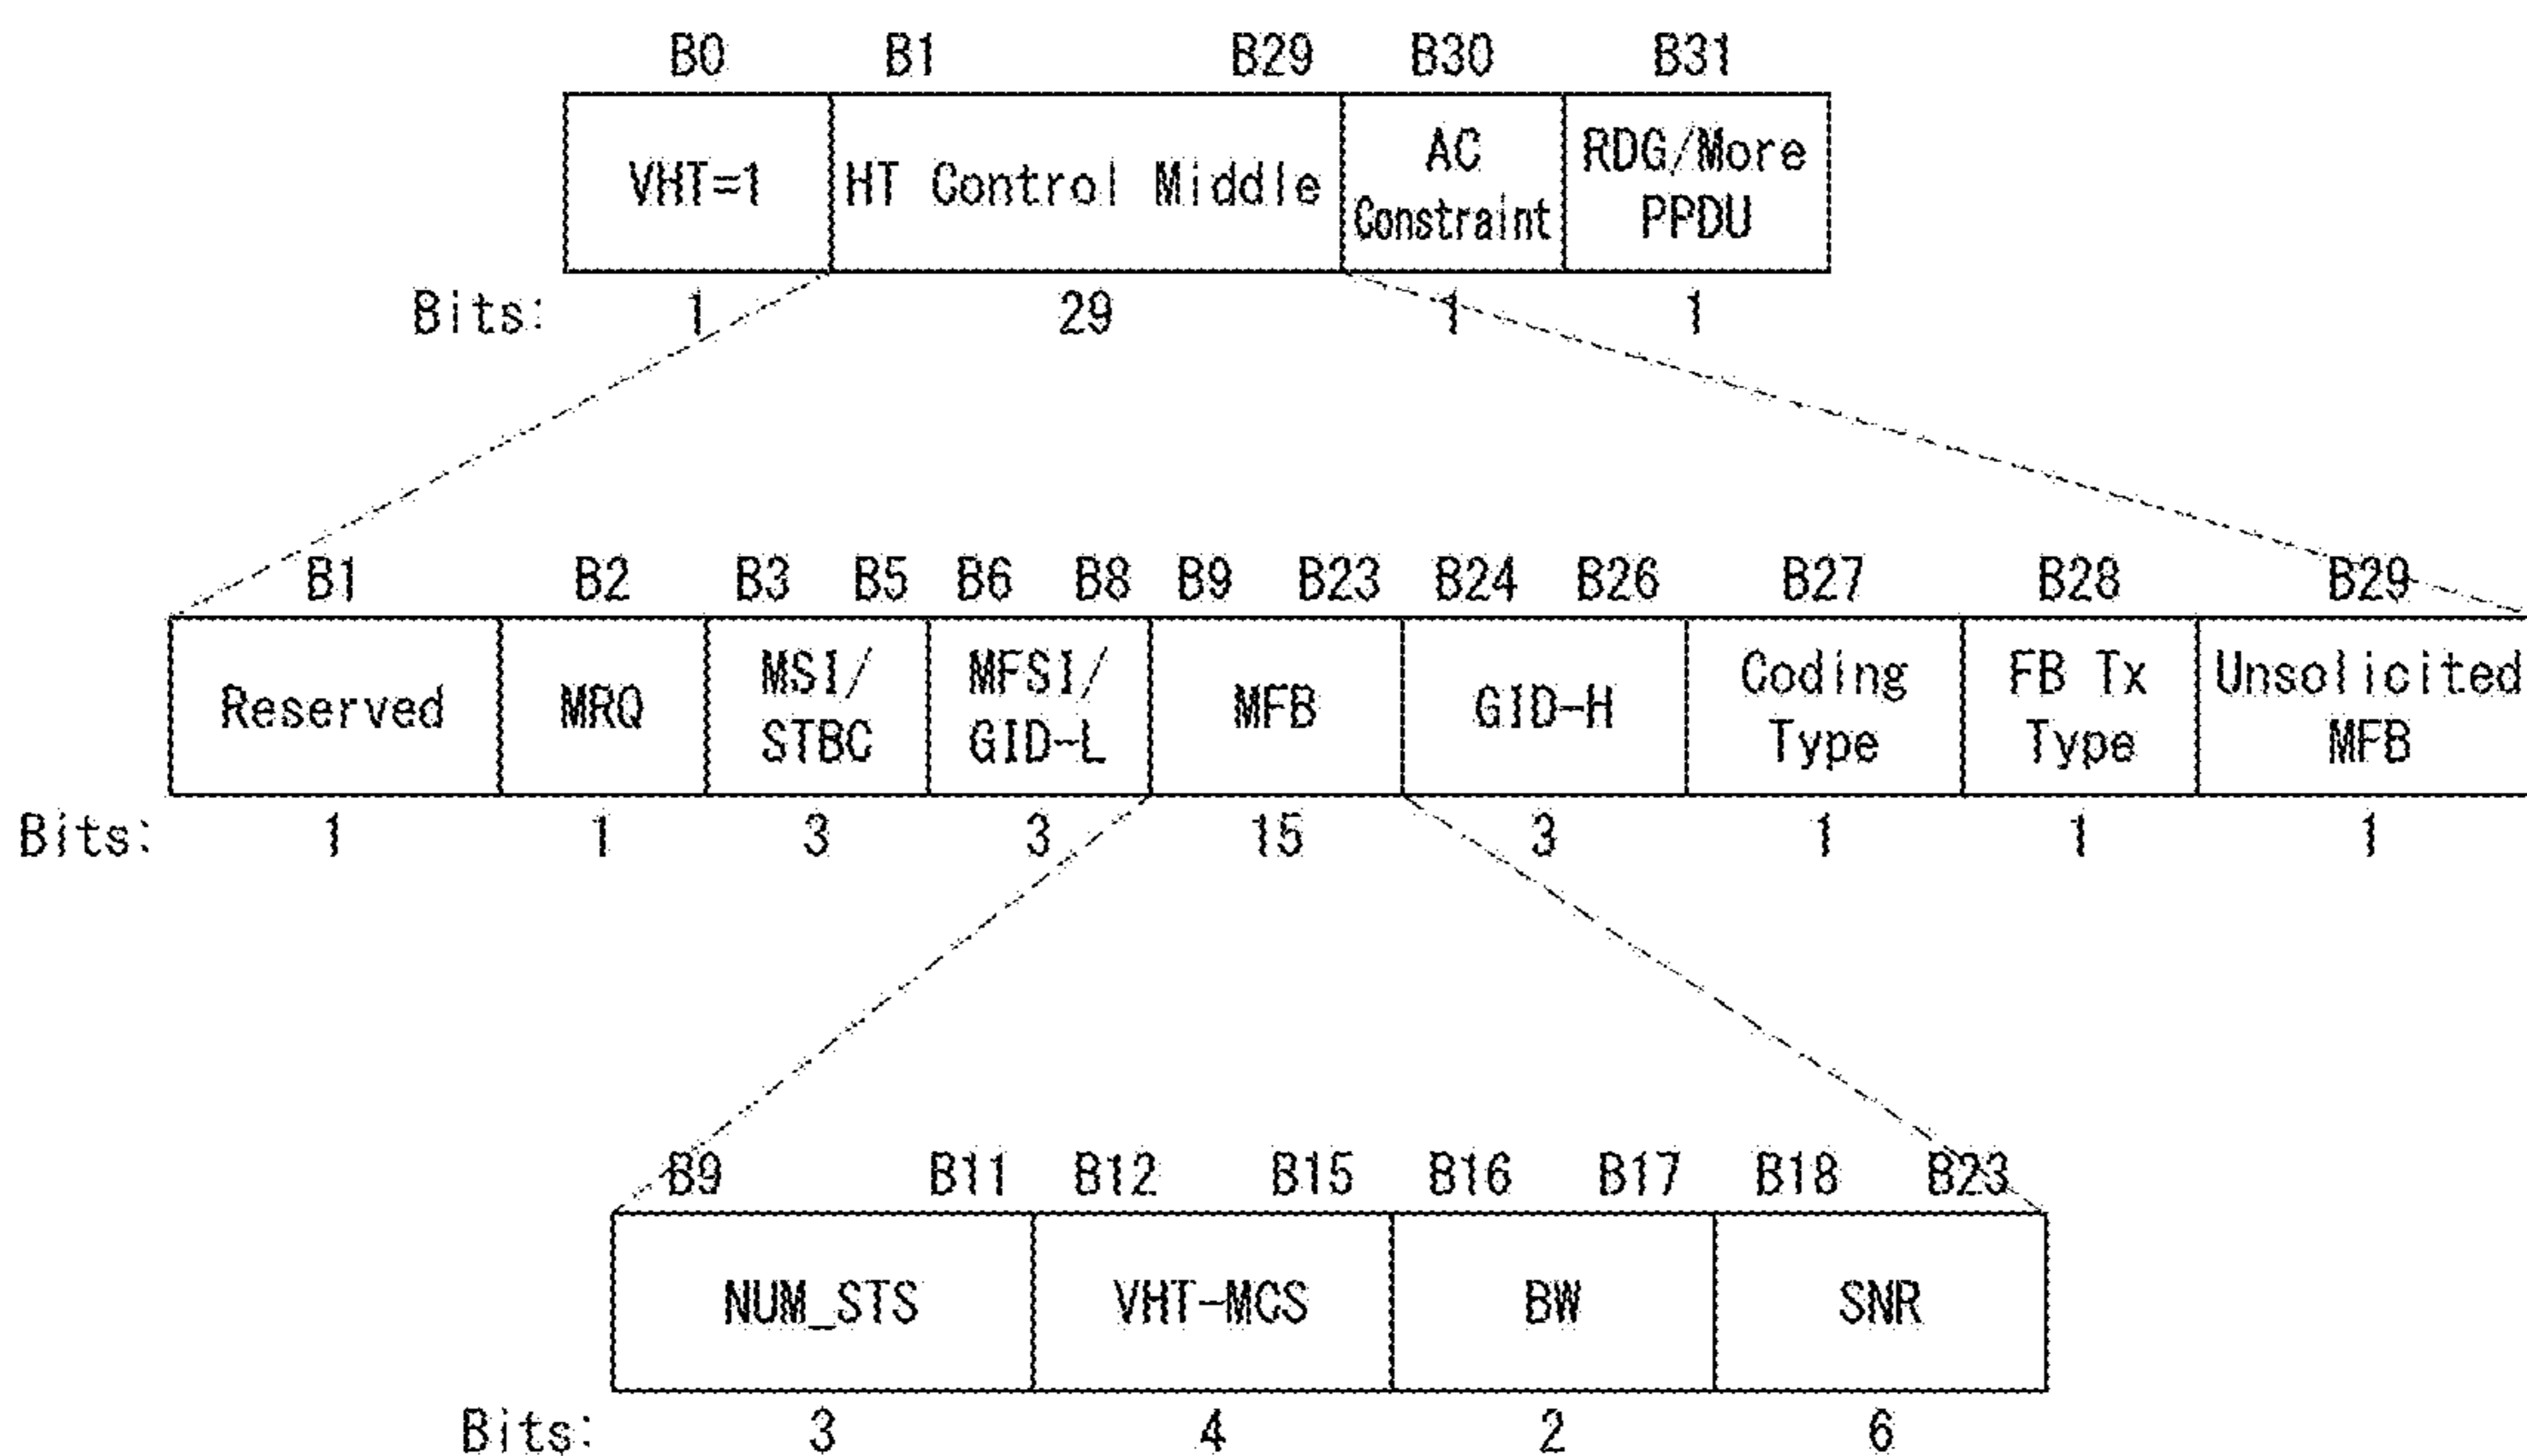 B0 B1 B29 B30 B31
VHT=1 HT Control Middle AC Constraint RDG/More PPDU
Bits: 1 29 1 1
B1 B2 B3 B5 B6 B8 B9 B23 B24 B26 B27 B28 B29
Reserved MRQ MSI/ STBC MFSI/ GID-L MFB GID-H Coding Type FB Tx Type Unsolicited MFB
Bits: 1 1 3 3 15 3 1 1 1
B9 B11 B12 B15 B16 B17 B18 B23
NUM_STS VHT-MCS BW SNR
Bits: 3 4 2 6